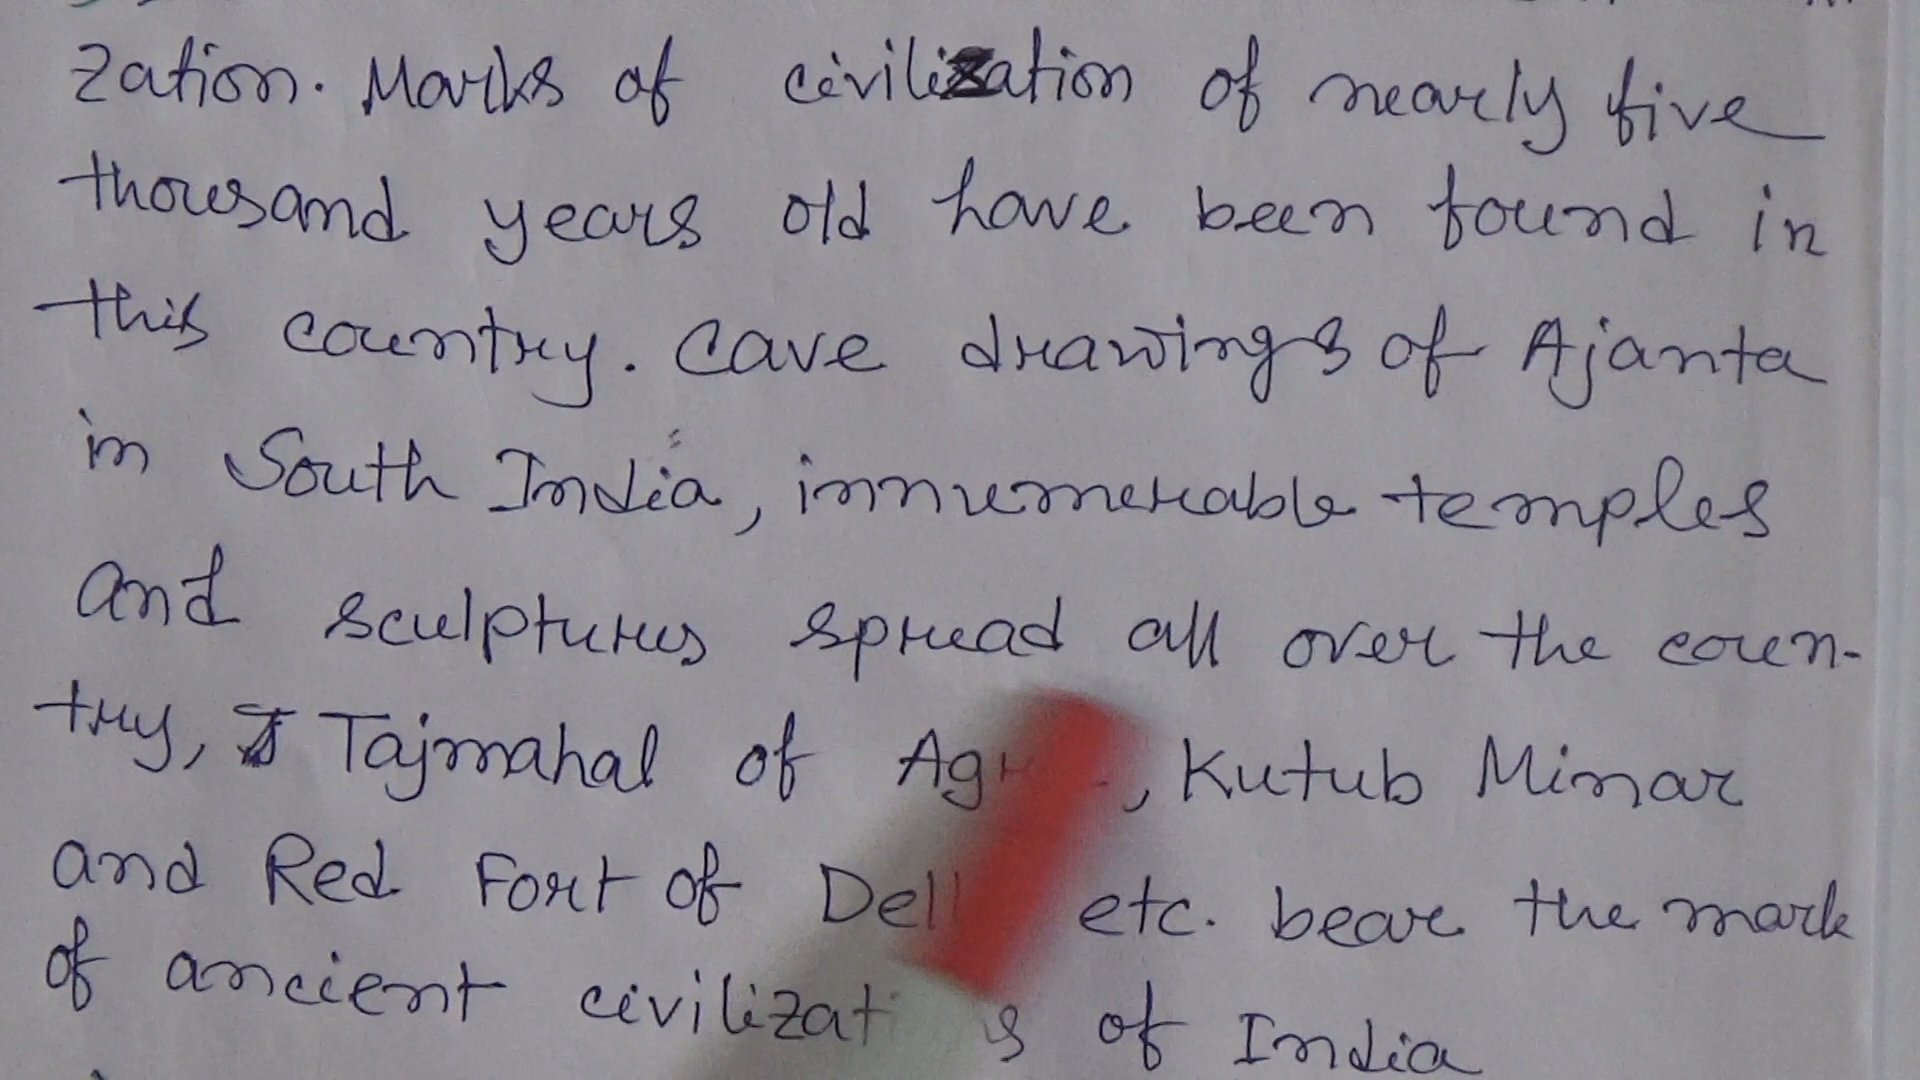 zation. Marks of civilization of nearly five
thousand years old have been found in
this country. Cave drawings of Ajanta
in South India, innumerable temples
and sculptures spread all over the coun-
try, Tajmahal of , Kutub Minar
and Red Fort of etc. bear the mark
of ancient of India